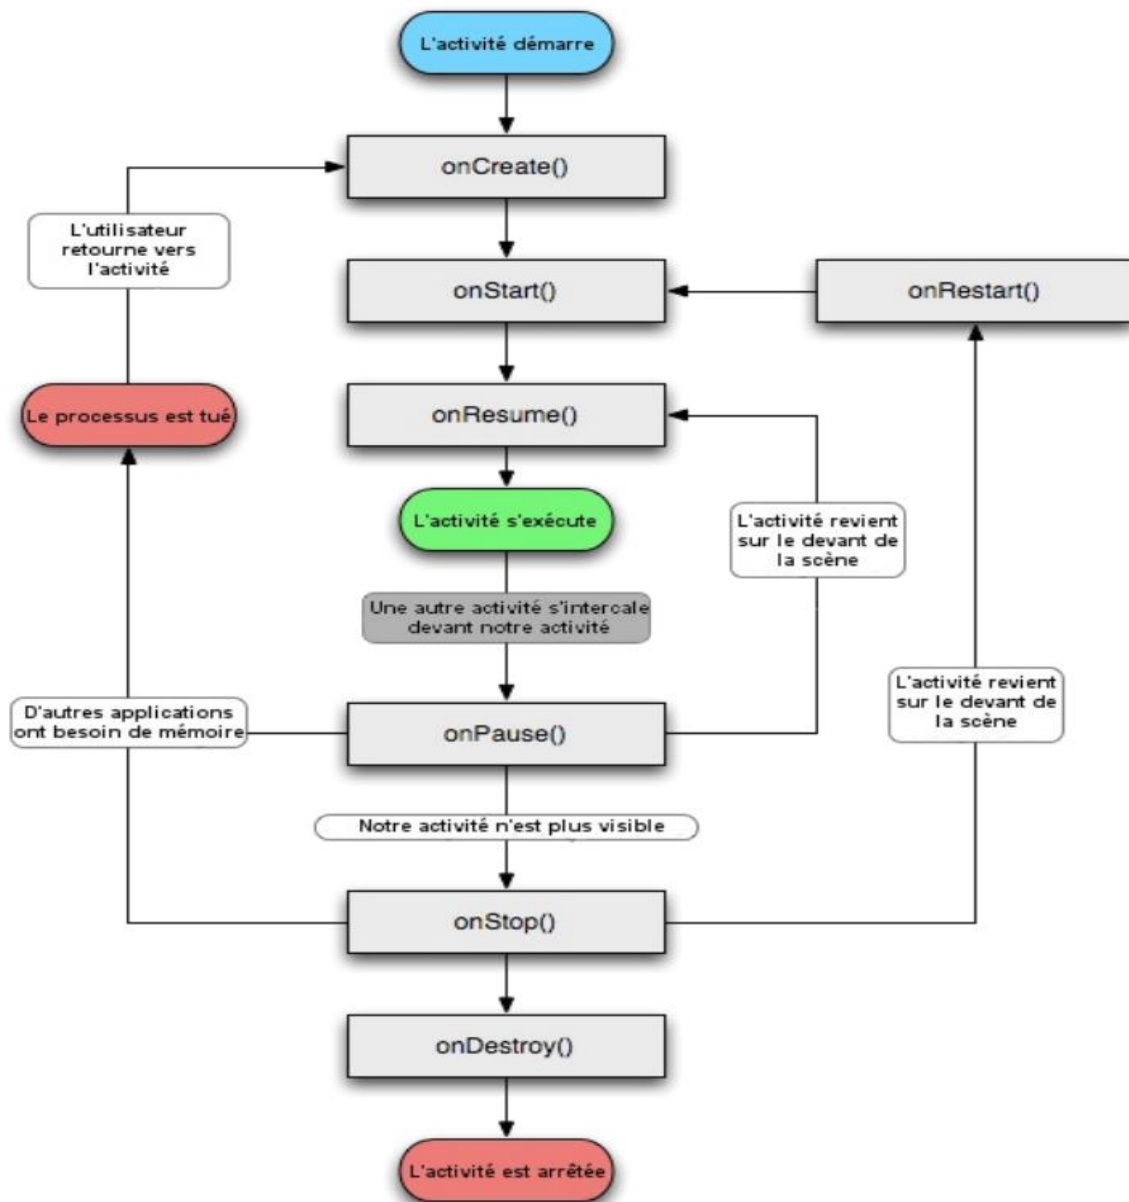 L'activité démarre
onCreate()
L'utilisateur
retourne vers
l'activité
onStart()
onRestart()
Le processus est tué
onResume()
L'activité s'exécute
L'activité revient
sur le devant de
la scène
Une autre activité s'intercale
devant notre activité
L'activité revient
sur le devant de
la scène
D'autres applications
ont besoin de mémoire
onPause()
Notre activité n'est plus visible
onStop()
onDestroy()
L'activité est arrêtée